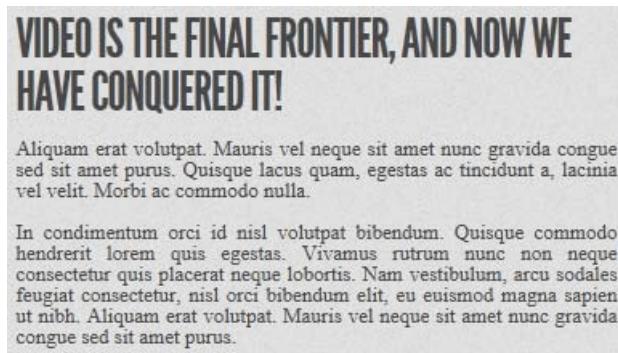 VIDEO IS THE FINAL FRONTIER, AND NOW WE
HAVE CONQUERED IT!
Aliquam erat volutpat. Mauris vel neque sit amet nunc gravida congue
sed sit amet purus. Quisque lacus quam, egestas ac tincidunt a, lacinia
vel velit. Morbi ac commodo nulla.
In condimentum orci id nisl volutpat bibendum. Quisque commodo
hendrerit lorem quis egestas. Vivamus rutrum nunc non neque
consectetur quis placerat neque lobortis. Nam vestibulum, arcu sodales
feugiat consectetur, nisl orci bibendum elit, eu euismod magna sapien
ut nibh. Aliquam erat volutpat. Mauris vel neque sit amet nunc gravida
congue sed sit amet purus.